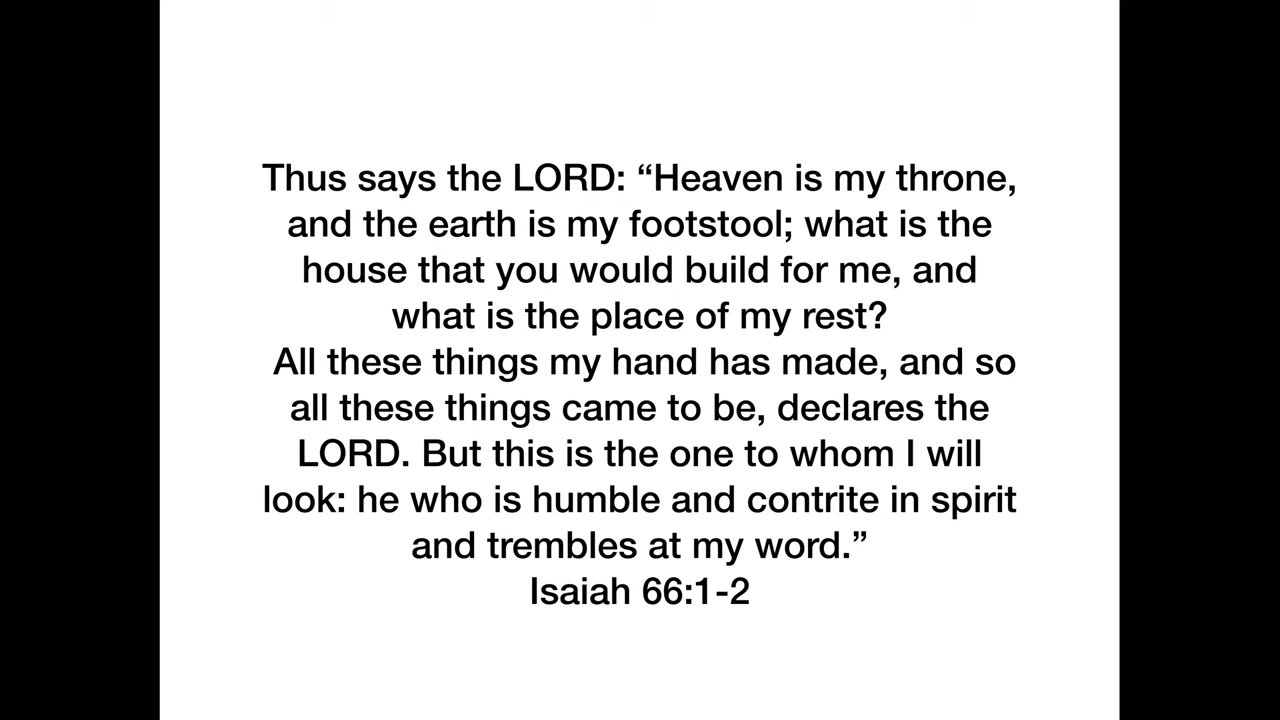 Thus says the LORD: “Heaven is my throne,
and the earth is my footstool; what is the
house that you would build for me, and
what is the place of my rest?
All these things my hand has made, and so
all these things came to be, declares the
LORD. But this is the one to whom I will
look: he who is humble and contrite in spirit
and trembles at my word.”
Isaiah 66:1-2